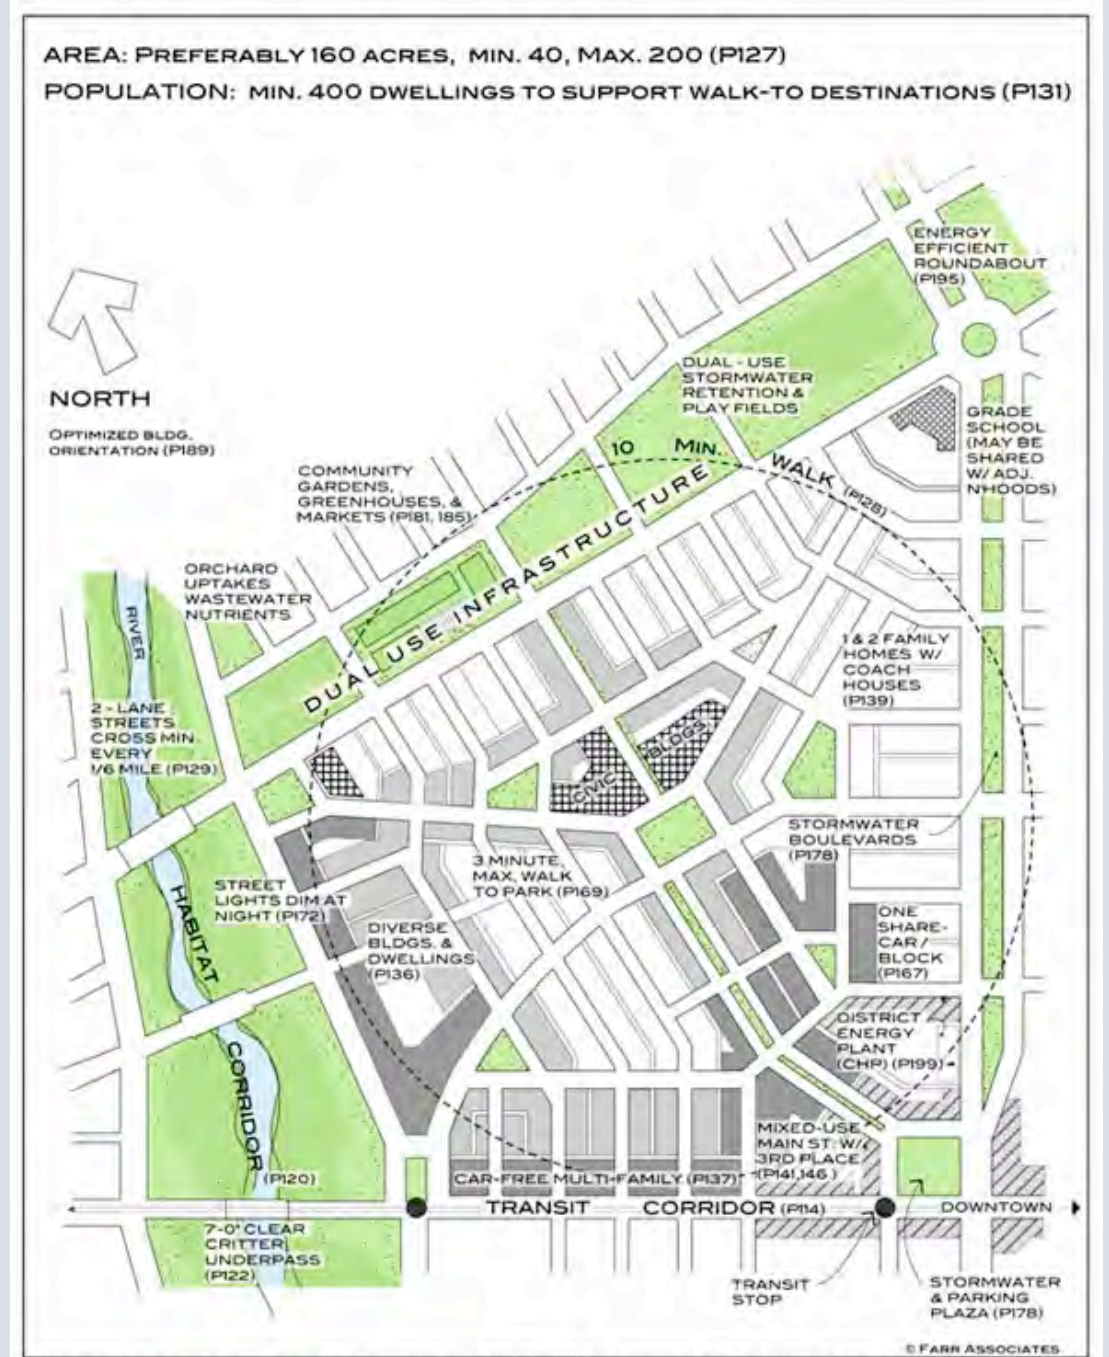 AREA: PREFERABLY 160 ACRES, MIN. 40, MAX. 200 (P127)
POPULATION: MIN. 400 DWELLINGS TO SUPPORT WALK-TO DESTINATIONS (P131)
ENERGY
EFFICIENT
ROUNDABOUT
(P195)
NORTH
OPTIMIZED BLDG.
ORIENTATION (P189)
DUAL-USE
STORMWATER
RETENTION &
PLAY FIELDS
GRADE
SCHOOL
(MAY BE
SHARED
W/ ADJ.
N'HOODS)
10 MIN. WALK (P128)
COMMUNITY
GARDENS,
GREENHOUSES, &
MARKETS (P181, 185)
DUAL USE INFRASTRUCTURE
ORCHARD
UPTAKES
WASTEWATER
NUTRIENTS
RIVER
1 & 2 FAMILY
HOMES W/
COACH
HOUSES
(P139)
2 - LANE
STREETS
CROSS MIN.
EVERY
1/6 MILE (P129)
CIVIC BLDGS.
STORMWATER
BOULEVARDS
(P178)
3 MINUTE,
MAX, WALK
TO PARK (P169)
STREET
LIGHTS DIM AT
NIGHT (P172)
HABITAT
CORRIDOR (P120)
DIVERSE
BLDGS. &
DWELLINGS
(P136)
ONE
SHARE-
CAR /
BLOCK
(P167)
DISTRICT
ENERGY
PLANT
(CHP) (P199)
MIXED-USE
MAIN ST: W/
3RD PLACE
(P141,146)
CAR-FREE MULTI-FAMILY (P137)
TRANSIT CORRIDOR (P114)
DOWNTOWN
7'-0" CLEAR
CRITTER
UNDERPASS
(P122)
TRANSIT
STOP
STORMWATER
& PARKING
PLAZA (P178)
© FARR ASSOCIATES